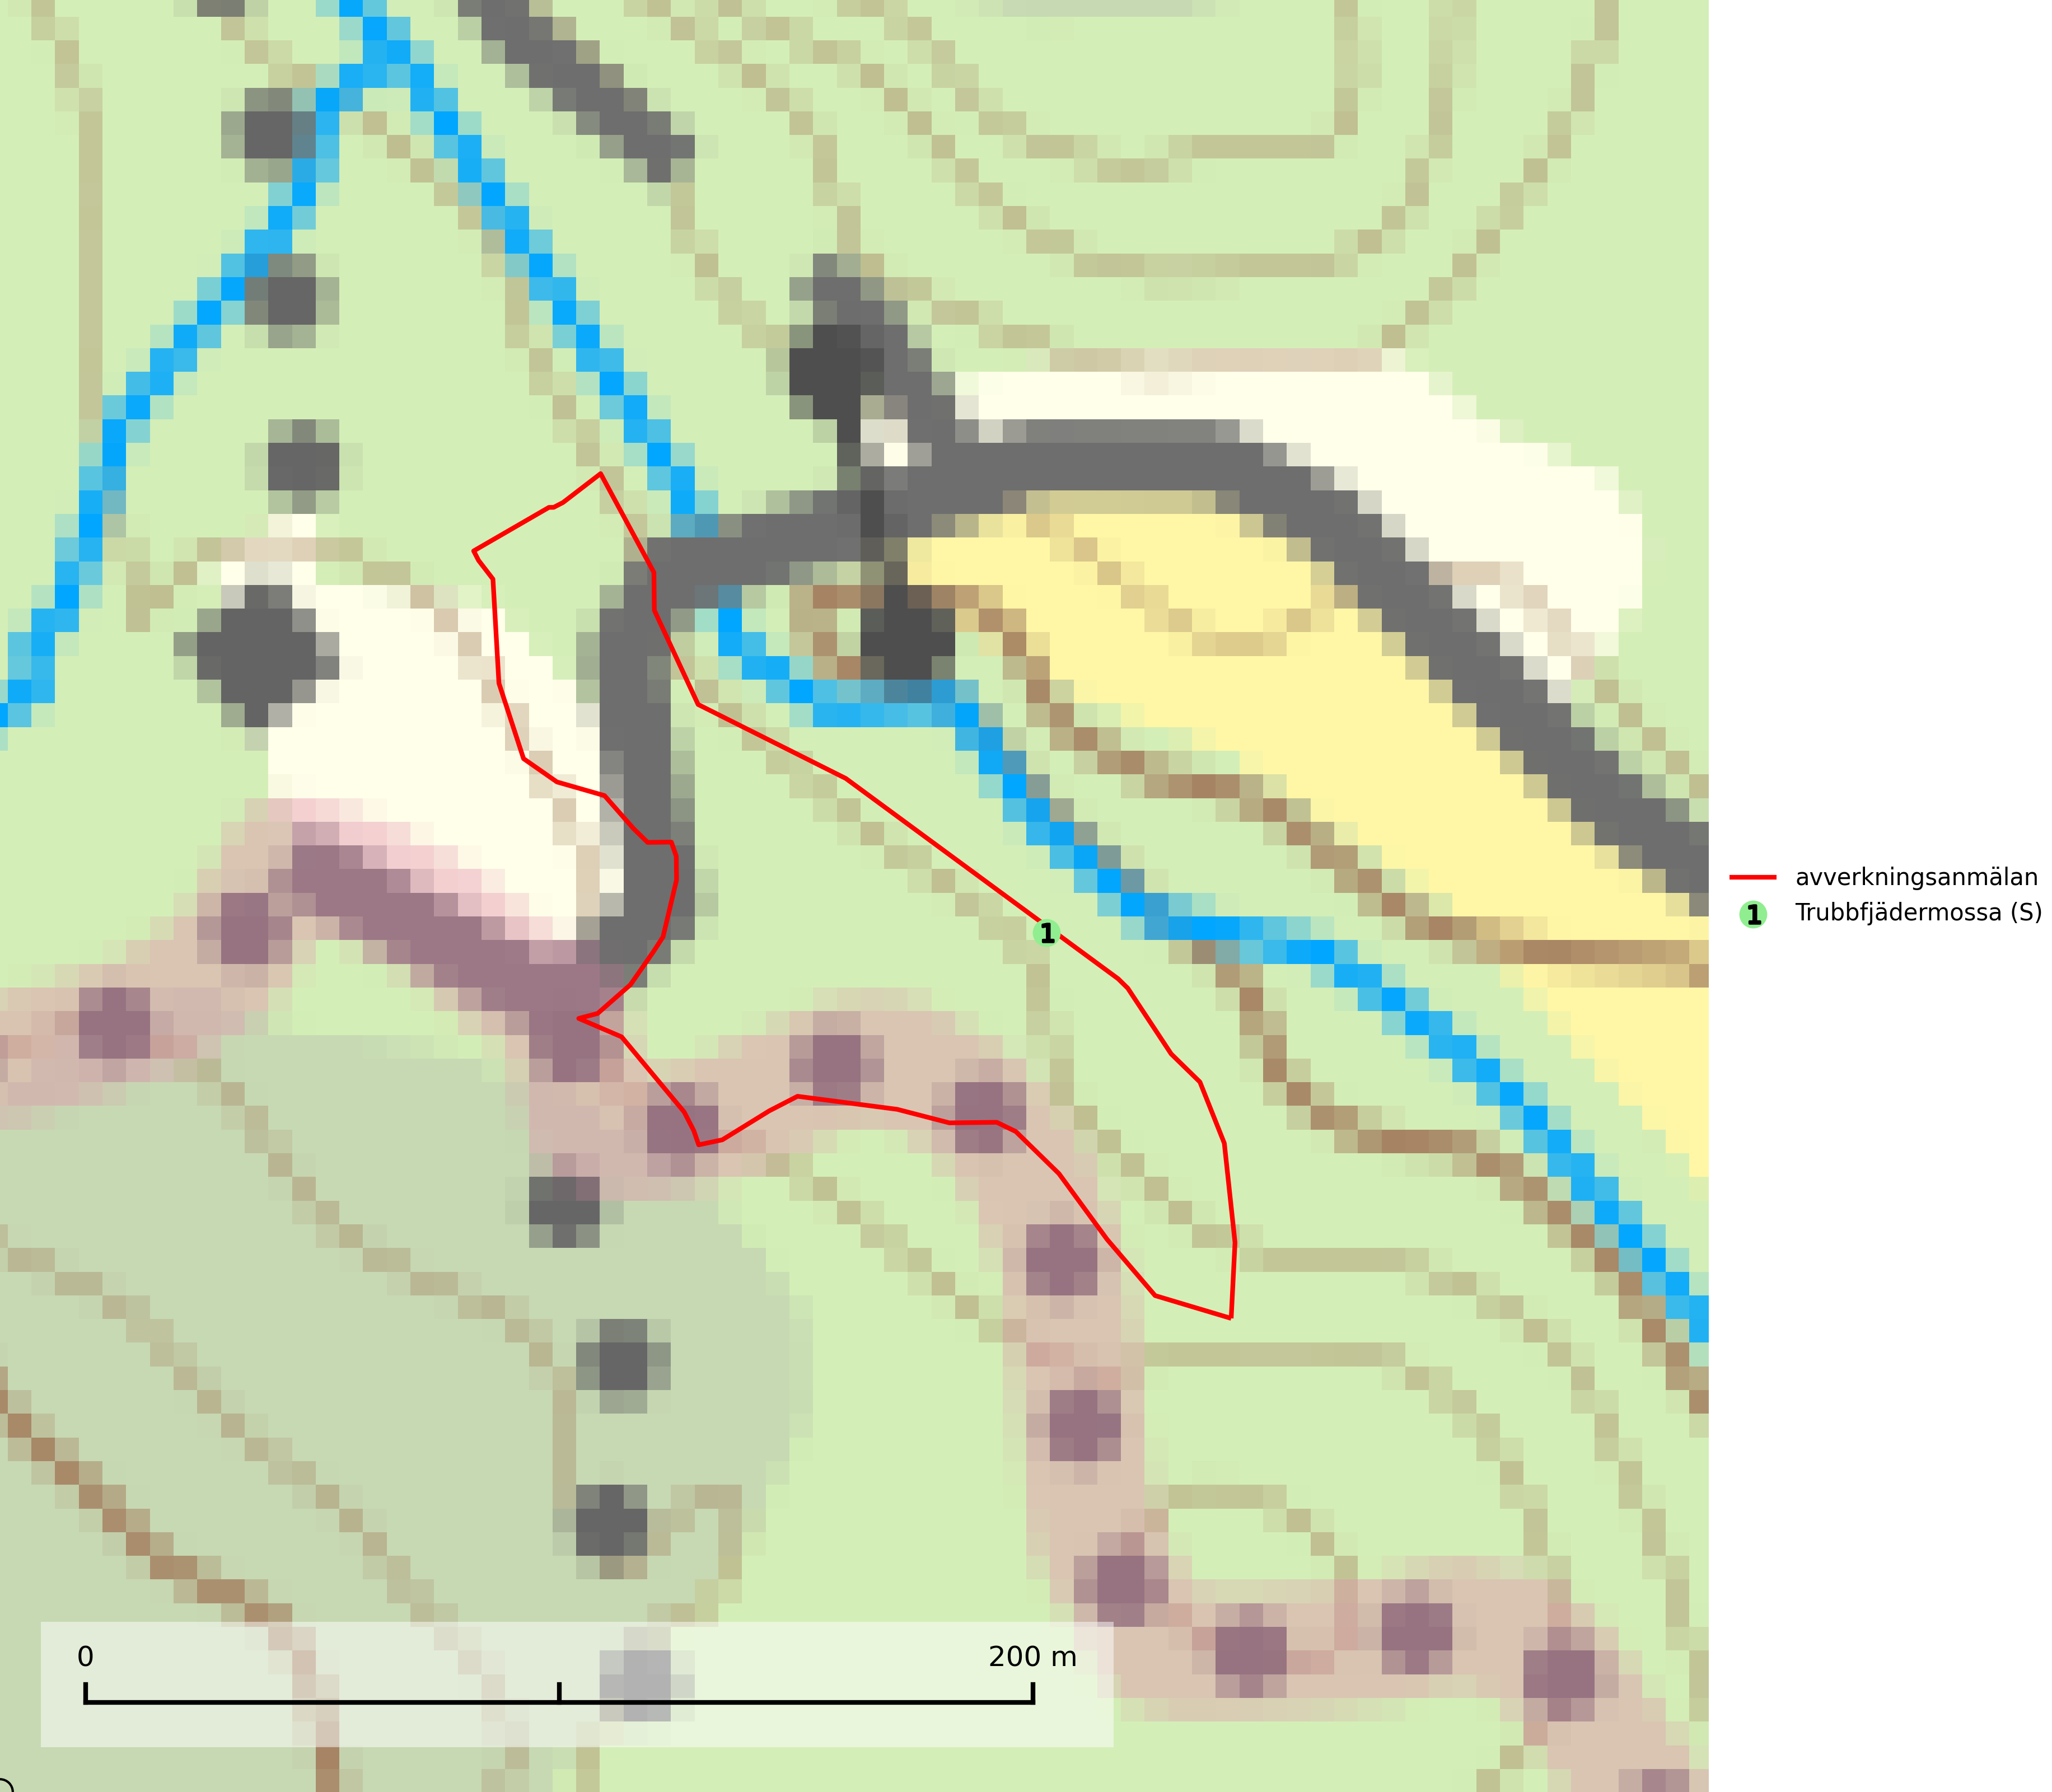 1
avverkningsanmälan
1 Trubbfjädermossa (S)
0 200 m